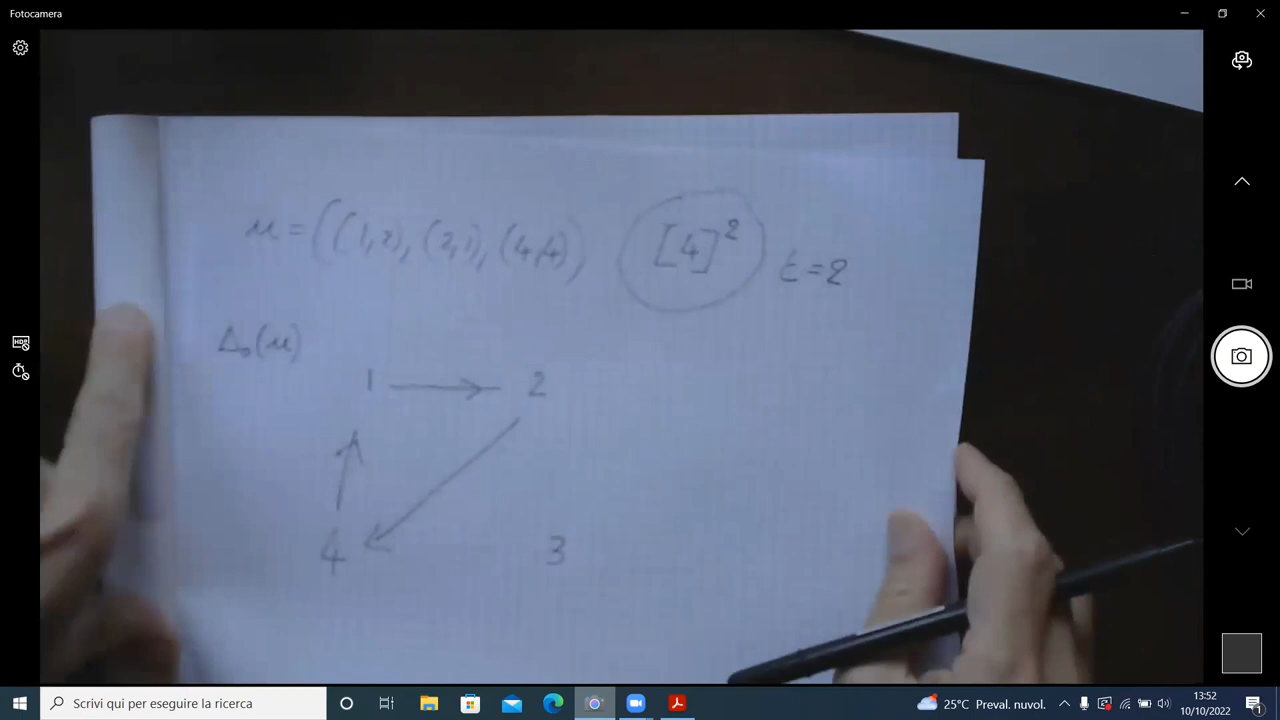 Fotocamera
u = ((1,2), (2,1), (4,4)) [4]² t=2
Δ₀(u)
1 → 2
4 3
Scrivi qui per eseguire la ricerca
25°C Preval. nuvol.
13:52
10/10/2022
1